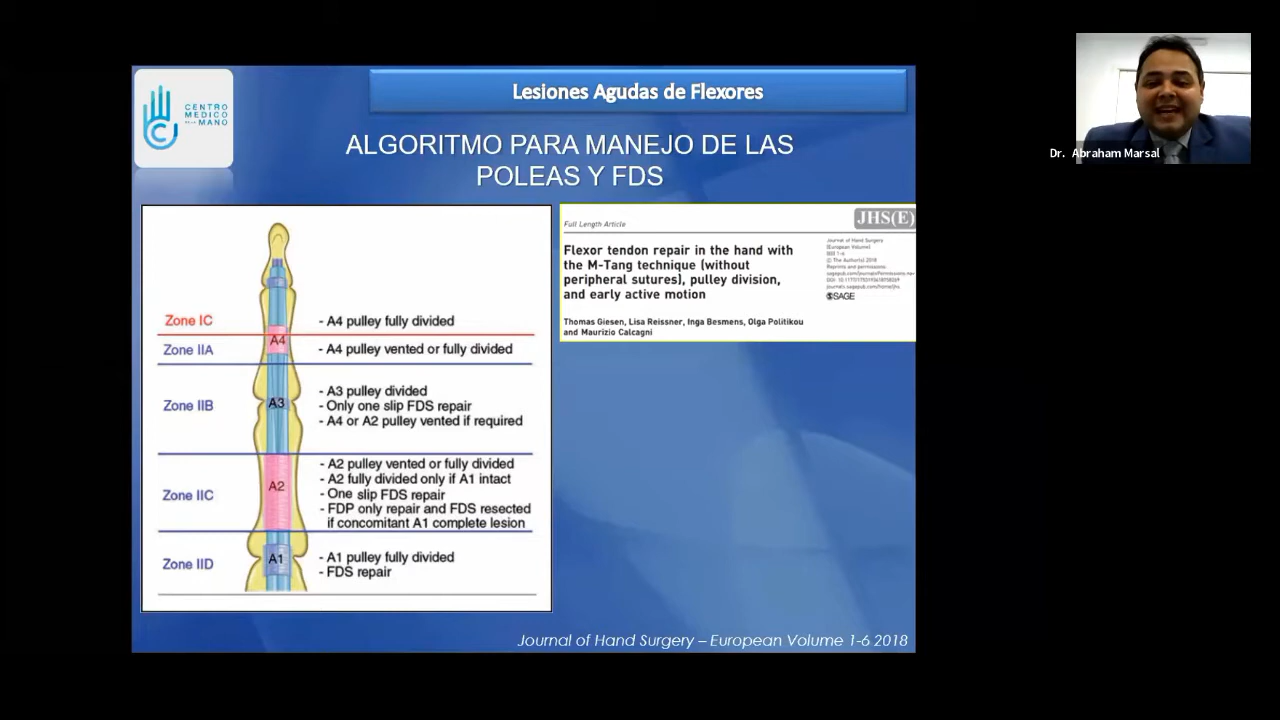 CENTRO
MEDICO
DE LA MANO
Lesiones Agudas de Flexores
ALGORITMO PARA MANEJO DE LAS
POLEAS Y FDS
Zone IC
- A4 pulley fully divided
A4
Zone IIA
- A4 pulley vented or fully divided
Zone IIB
A3
- A3 pulley divided
- Only one slip FDS repair
- A4 or A2 pulley vented if required
Zone IIC
A2
- A2 pulley vented or fully divided
- A2 fully divided only if A1 intact
- One slip FDS repair
- FDP only repair and FDS resected
if concomitant A1 complete lesion
Zone IID
A1
- A1 pulley fully divided
- FDS repair
Full Length Article
JHS(E)
Flexor tendon repair in the hand with
the M-Tang technique (without
peripheral sutures), pulley division,
and early active motion
Thomas Giesen, Lisa Reissner, Inga Besmens, Olga Politikou
and Maurizio Calcagni
Journal of Hand Surgery
(European Volume)
© The Author(s) 2018
Reprints and permissions:
SAGE
Journal of Hand Surgery – European Volume 1-6 2018
Dr. Abraham Marsal